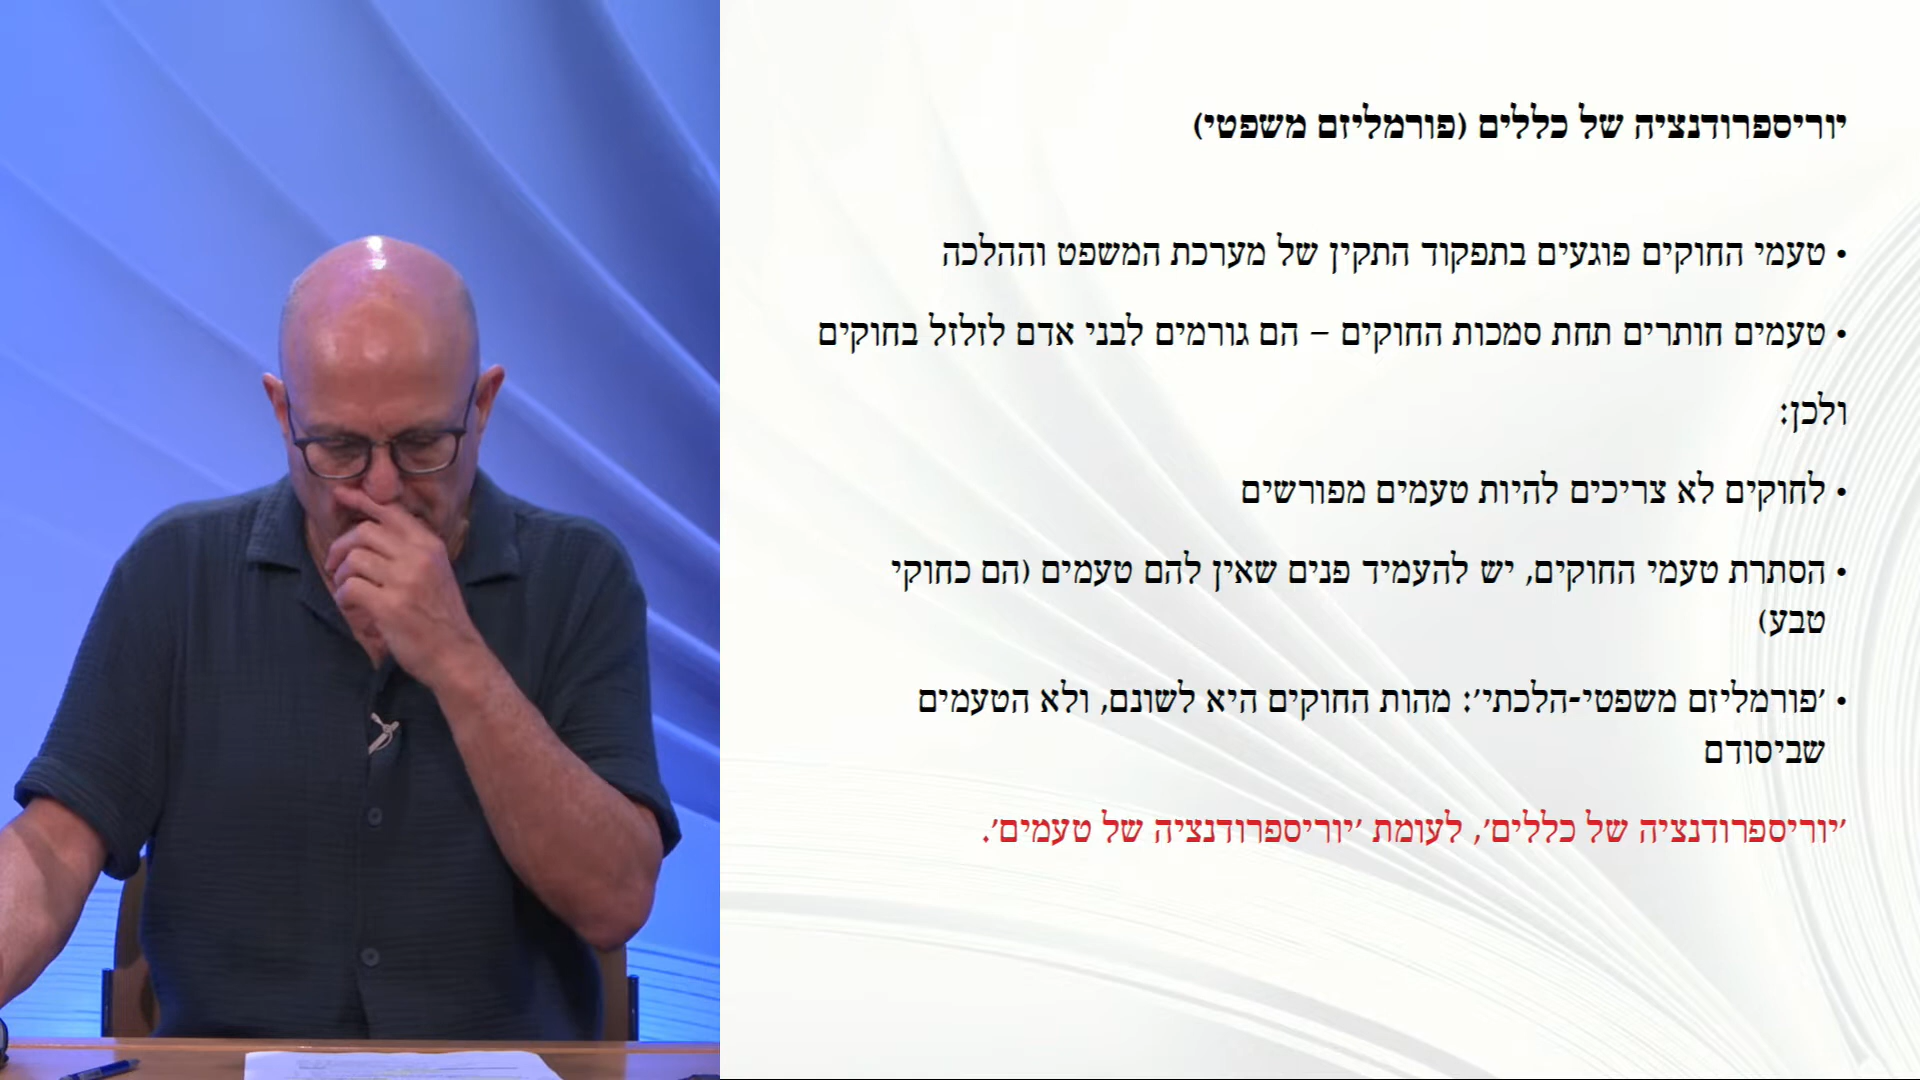 יוריספרודנציה של כללים (פורמליזם משפטי)
• טעמי החוקים פוגעים בתפקוד התקין של מערכת המשפט וההלכה
• טעמים חותרים תחת סמכות החוקים – הם גורמים לבני אדם לזלזל בחוקים
ולכן:
• לחוקים לא צריכים להיות טעמים מפורשים
• הסתרת טעמי החוקים, יש להעמיד פנים שאין להם טעמים (הם כחוקי
טבע)
• 'פורמליזם משפטי-הלכתי': מהות החוקים היא לשונם, ולא הטעמים
שביסודם
'יוריספרודנציה של כללים', לעומת 'יוריספרודנציה של טעמים'.